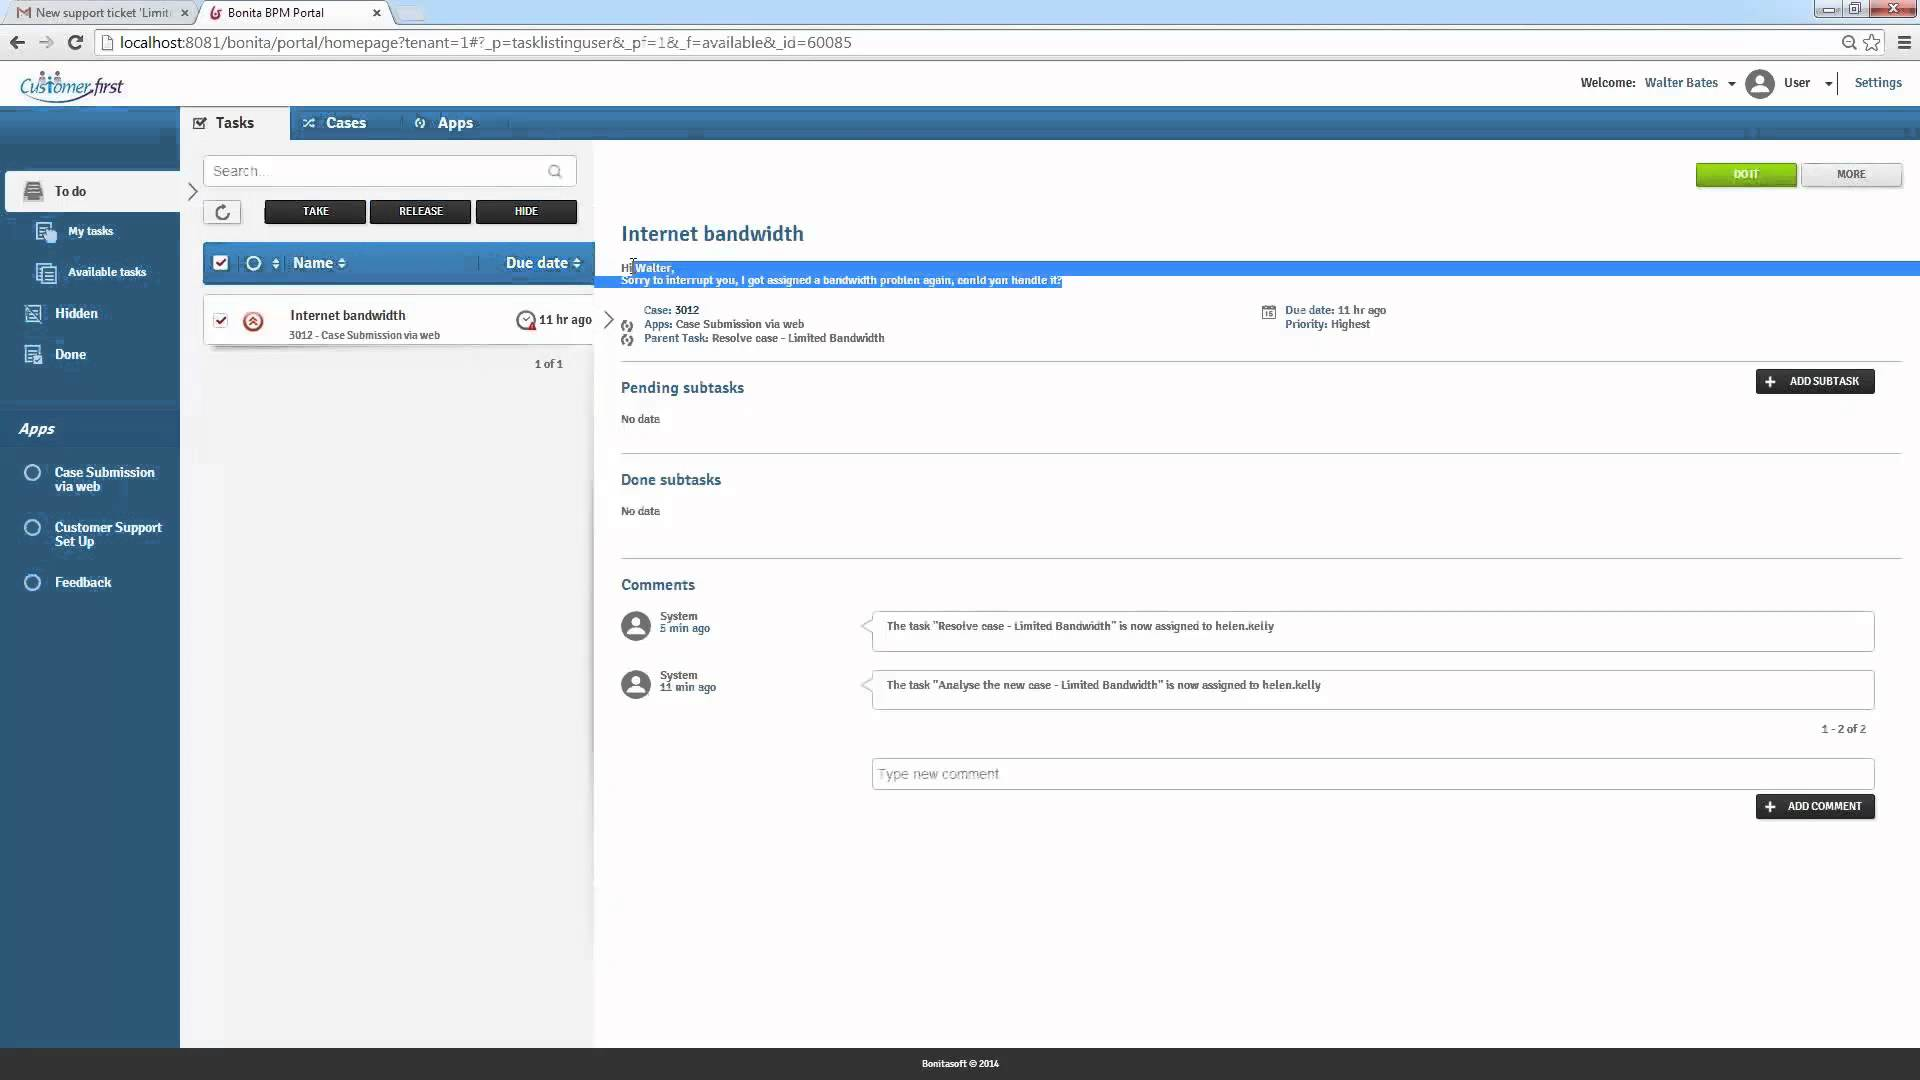 New support ticket 'Limit
Bonita BPM Portal
localhost:8081/bonita/portal/homepage?tenant=1#?_p=tasklistinguser&_pf=1&_f=available&_id=60085
Customer.first
Welcome: Walter Bates
User
Settings
Tasks
Cases
Apps
Search...
DO IT
MORE
To do
TAKE
RELEASE
HIDE
My tasks
Internet bandwidth
Name
Due date
Available tasks
Hi Walter,
Sorry to interrupt you, I got assigned a bandwidth problem again, could you handle it?
Hidden
Internet bandwidth
11 hr ago
3012 - Case Submission via web
Case: 3012
Due date: 11 hr ago
Apps: Case Submission via web
Priority: Highest
Parent Task: Resolve case - Limited Bandwidth
Done
1 of 1
Pending subtasks
ADD SUBTASK
No data
Apps
Case Submission
via web
Done subtasks
No data
Customer Support
Set Up
Feedback
Comments
System
5 min ago
The task "Resolve case - Limited Bandwidth" is now assigned to helen.kelly
System
11 min ago
The task "Analyse the new case - Limited Bandwidth" is now assigned to helen.kelly
1 - 2 of 2
Type new comment
ADD COMMENT
Bonitasoft © 2014